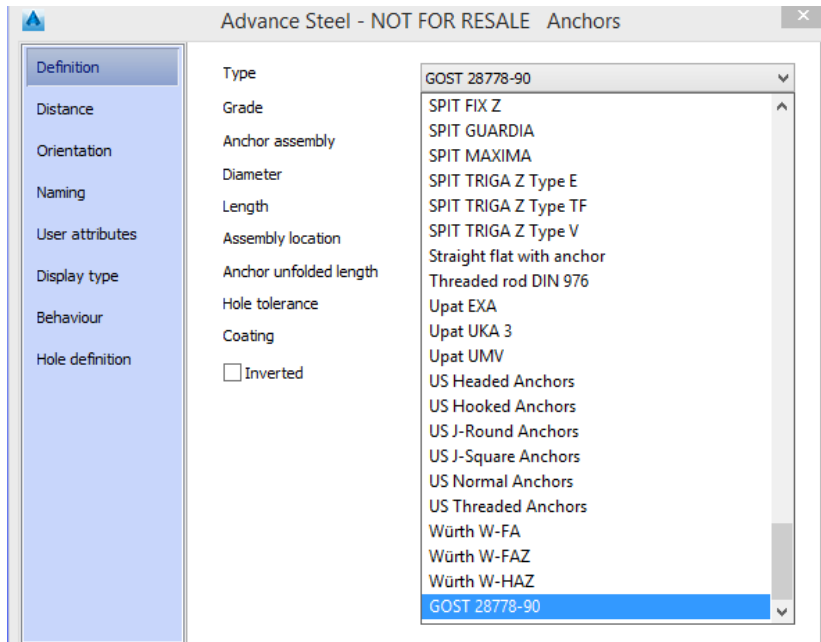 Advance Steel - NOT FOR RESALE Anchors
Definition
Distance
Orientation
Naming
User attributes
Display type
Behaviour
Hole definition
Type
Grade
Anchor assembly
Diameter
Length
Assembly location
Anchor unfolded length
Hole tolerance
Coating
Inverted
GOST 28778-90
SPIT FIX Z
SPIT GUARDIA
SPIT MAXIMA
SPIT TRIGA Z Type E
SPIT TRIGA Z Type TF
SPIT TRIGA Z Type V
Straight flat with anchor
Threaded rod DIN 976
Upat EXA
Upat UKA 3
Upat UMV
US Headed Anchors
US Hooked Anchors
US J-Round Anchors
US J-Square Anchors
US Normal Anchors
US Threaded Anchors
Würth W-FA
Würth W-FAZ
Würth W-HAZ
GOST 28778-90